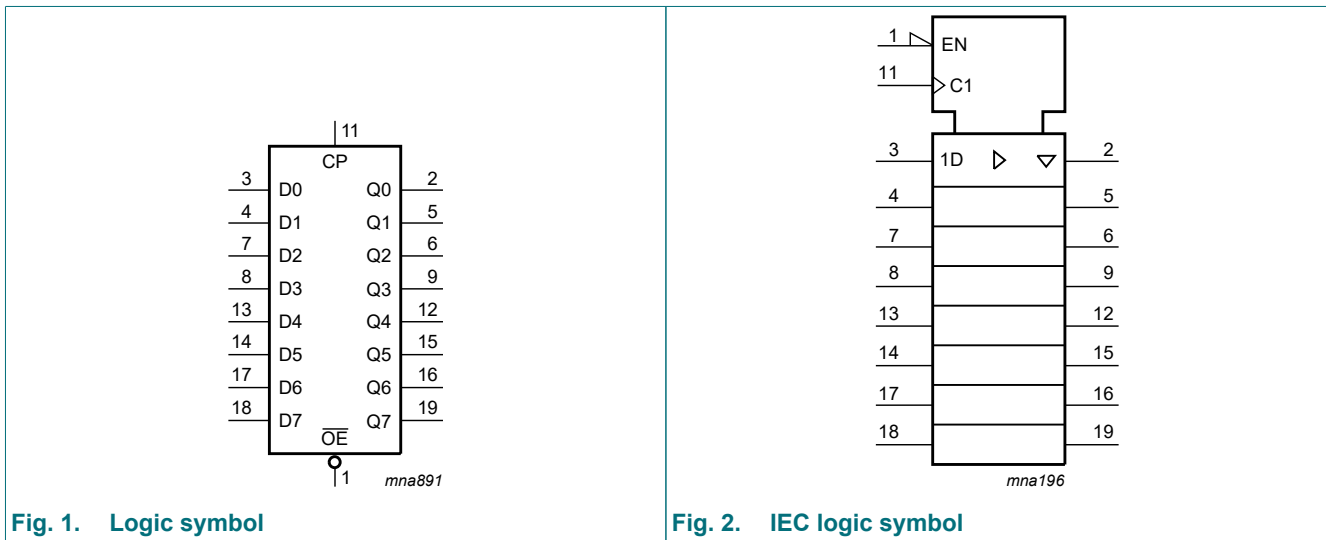 11
CP
3 D0 Q0 2
4 D1 Q1 5
7 D2 Q2 6
8 D3 Q3 9
13 D4 Q4 12
14 D5 Q5 15
17 D6 Q6 16
18 D7 Q7 19
O̅E̅
1 mna891
Fig. 1. Logic symbol
1 EN
11 C1
3 1D 2
4 5
7 6
8 9
13 12
14 15
17 16
18 19
mna196
Fig. 2. IEC logic symbol